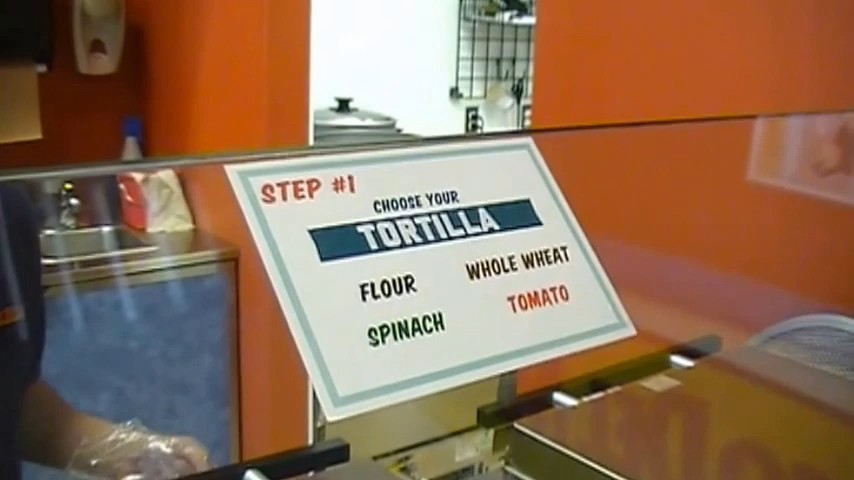 STEP #1
CHOOSE YOUR
TORTILLA
FLOUR WHOLE WHEAT
SPINACH TOMATO